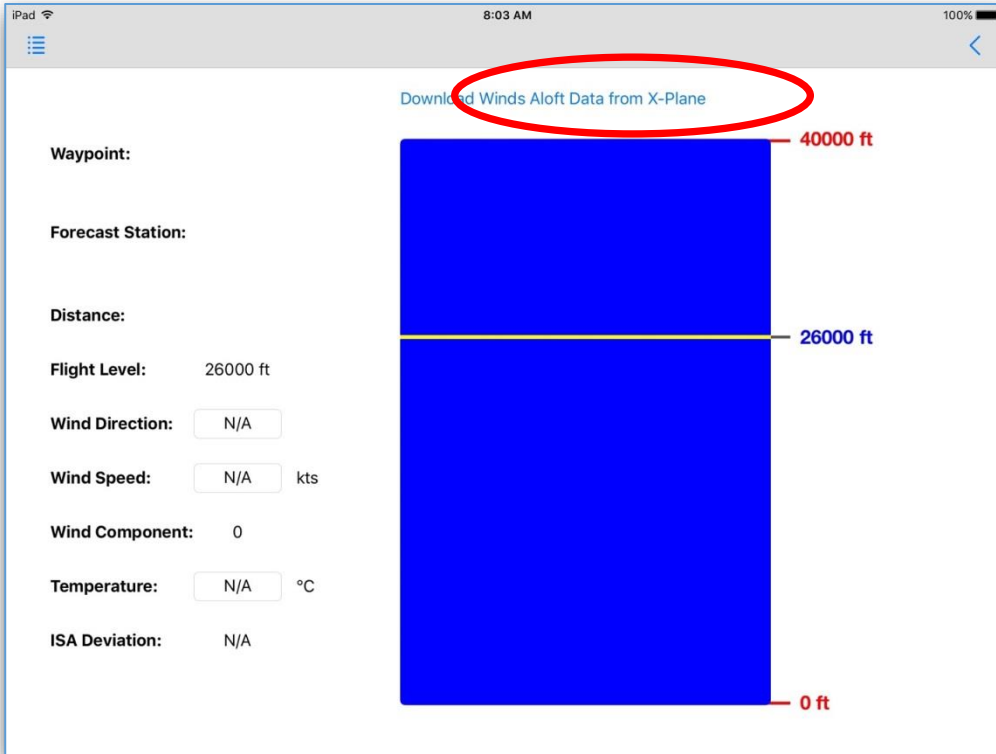 iPad
8:03 AM
100%
Download Winds Aloft Data from X-Plane
40000 ft
Waypoint:
Forecast Station:
Distance:
26000 ft
Flight Level: 26000 ft
Wind Direction: N/A
Wind Speed: N/A kts
Wind Component: 0
Temperature: N/A °C
ISA Deviation: N/A
0 ft